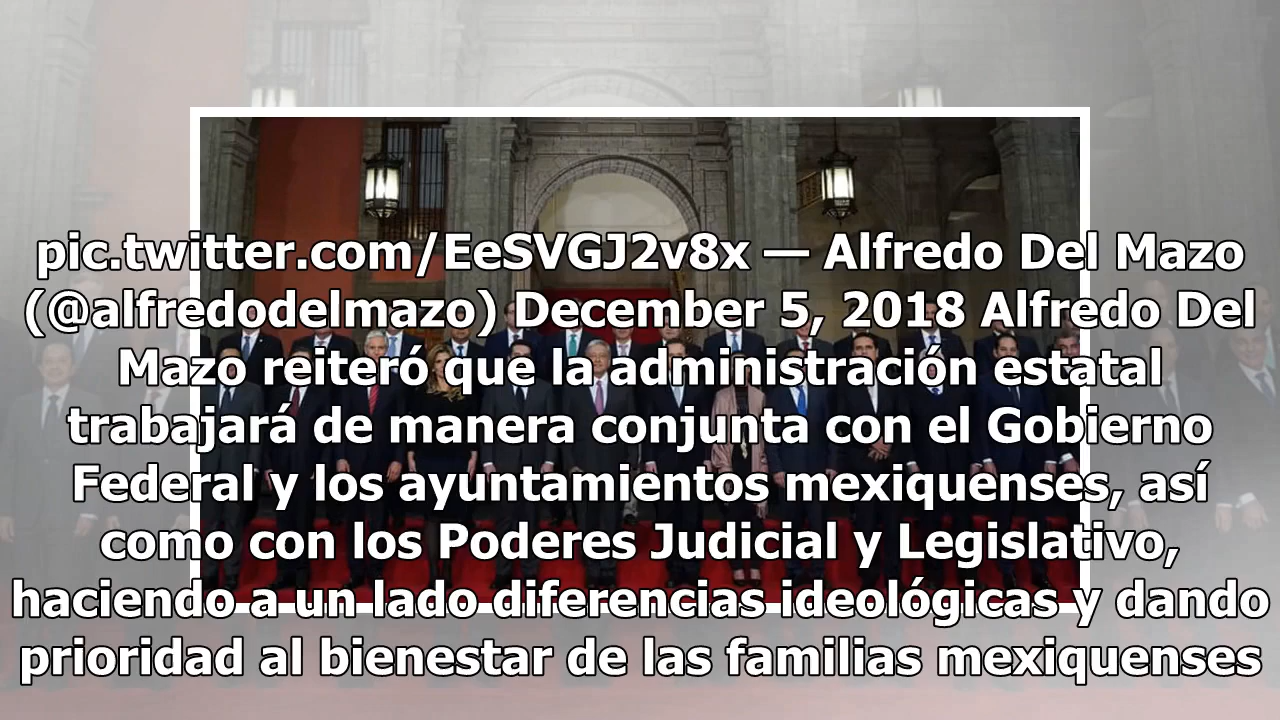 pic.twitter.com/EeSVGJ2v8x — Alfredo Del Mazo
(@alfredodelmazo) December 5, 2018 Alfredo Del
Mazo reiteró que la administración estatal
trabajará de manera conjunta con el Gobierno
Federal y los ayuntamientos mexiquenses, así
como con los Poderes Judicial y Legislativo,
haciendo a un lado diferencias ideológicas y dando
prioridad al bienestar de las familias mexiquenses